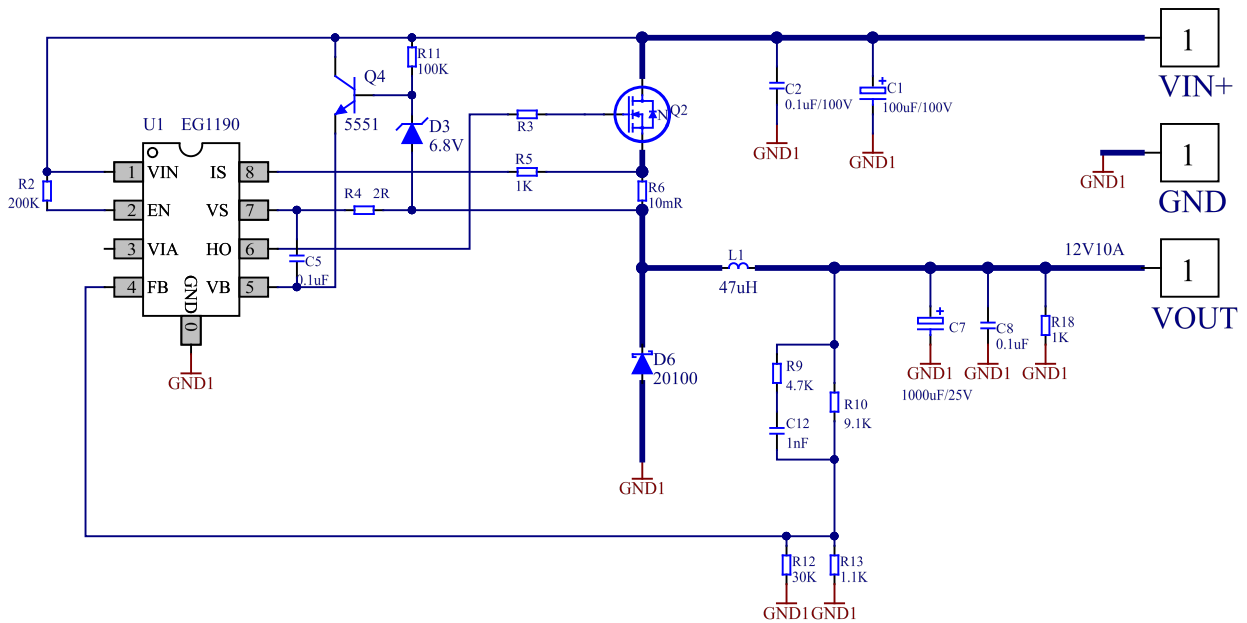 1
VIN+
R11
100K
Q4
5551
C2
0.1uF/100V
C1
100uF/100V
N
Q2
R3
D3
6.8V
U1
EG1190
GND1
GND1
1
GND
GND1
R5
1K
1
VIN
IS
8
R2
200K
R6
10mR
R4
2R
2
EN
VS
7
3
VIA
HO
6
C5
0.1uF
4
FB
GND
VB
5
0
GND1
L1
47uH
12V10A
1
VOUT
C7
C8
0.1uF
R18
1K
GND1
GND1
GND1
1000uF/25V
D6
20100
R9
4.7K
R10
9.1K
C12
1nF
GND1
R12
30K
R13
1.1K
GND1
GND1